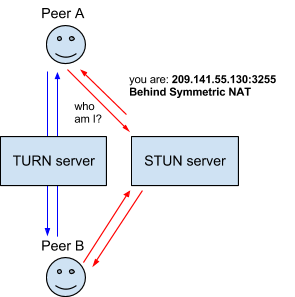 Peer A
you are: 209.141.55.130:3255
Behind Symmetric NAT
who
am I?
TURN server
STUN server
Peer B